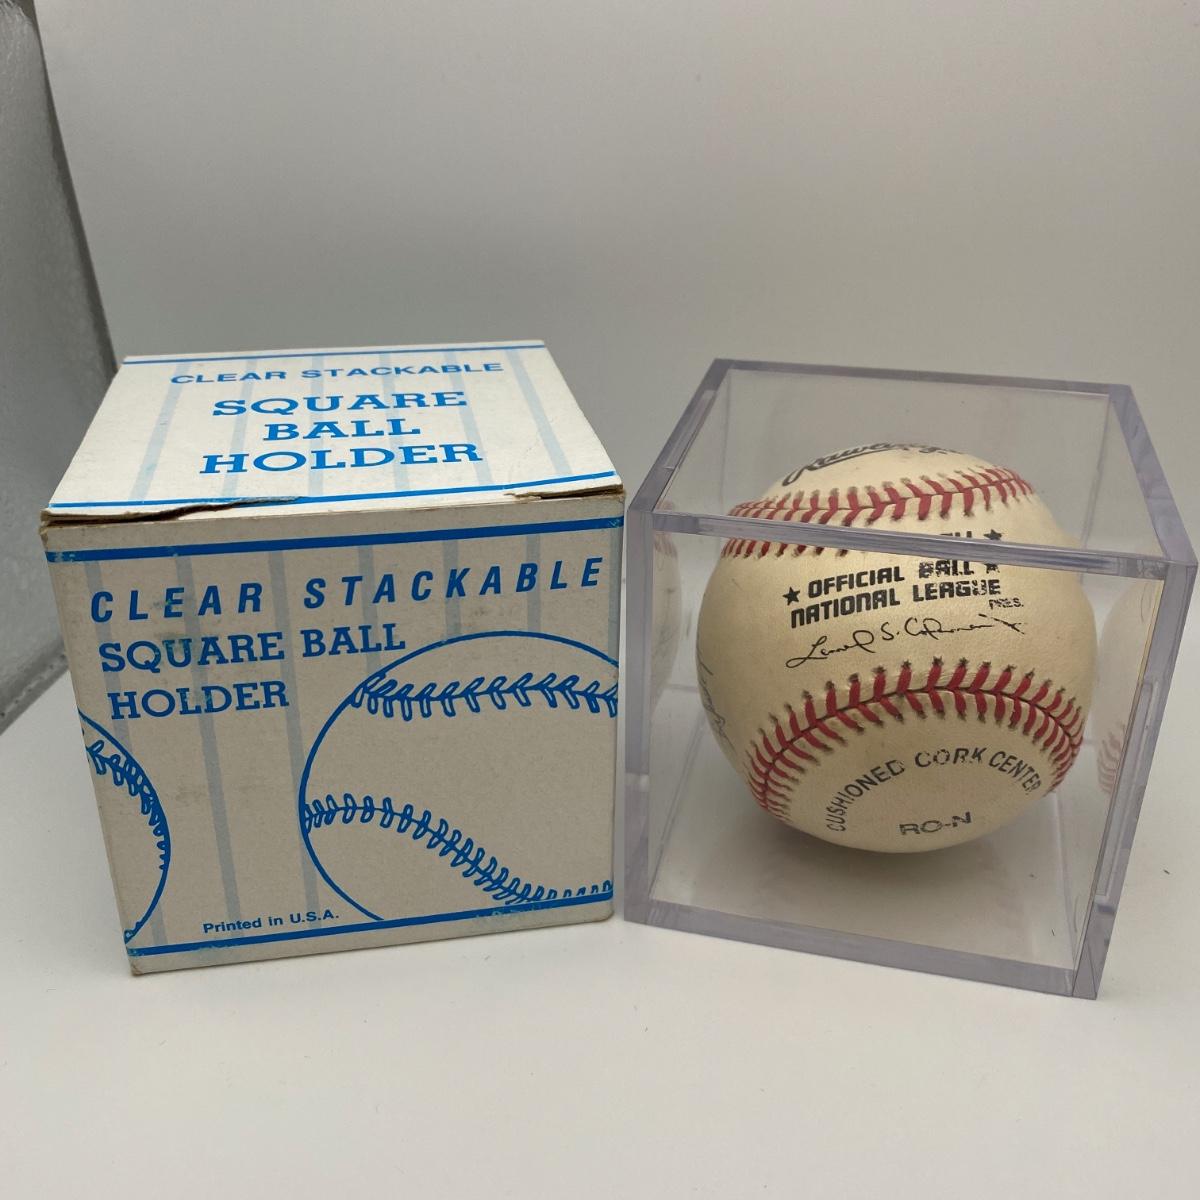 CLEAR STACKABLE
SQUARE
BALL
HOLDER
CLEAR STACKABLE
SQUARE BALL
HOLDER
Printed in U.S.A.
Rawlings
★ OFFICIAL BALL ★
NATIONAL LEAGUE
PRES.
CUSHIONED CORK CENTER
RO-N